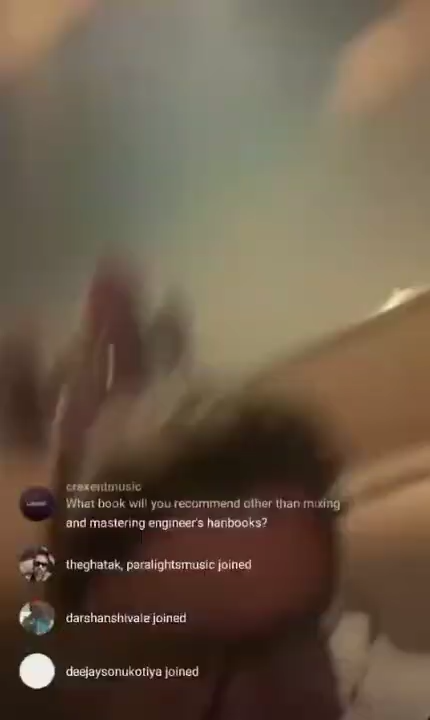 crexentmusic
What book will you recommend other than mixing
and mastering engineer's hanbooks?
theghatak, paralightsmusic joined
darshanshivale joined
deejaysonukotiya joined